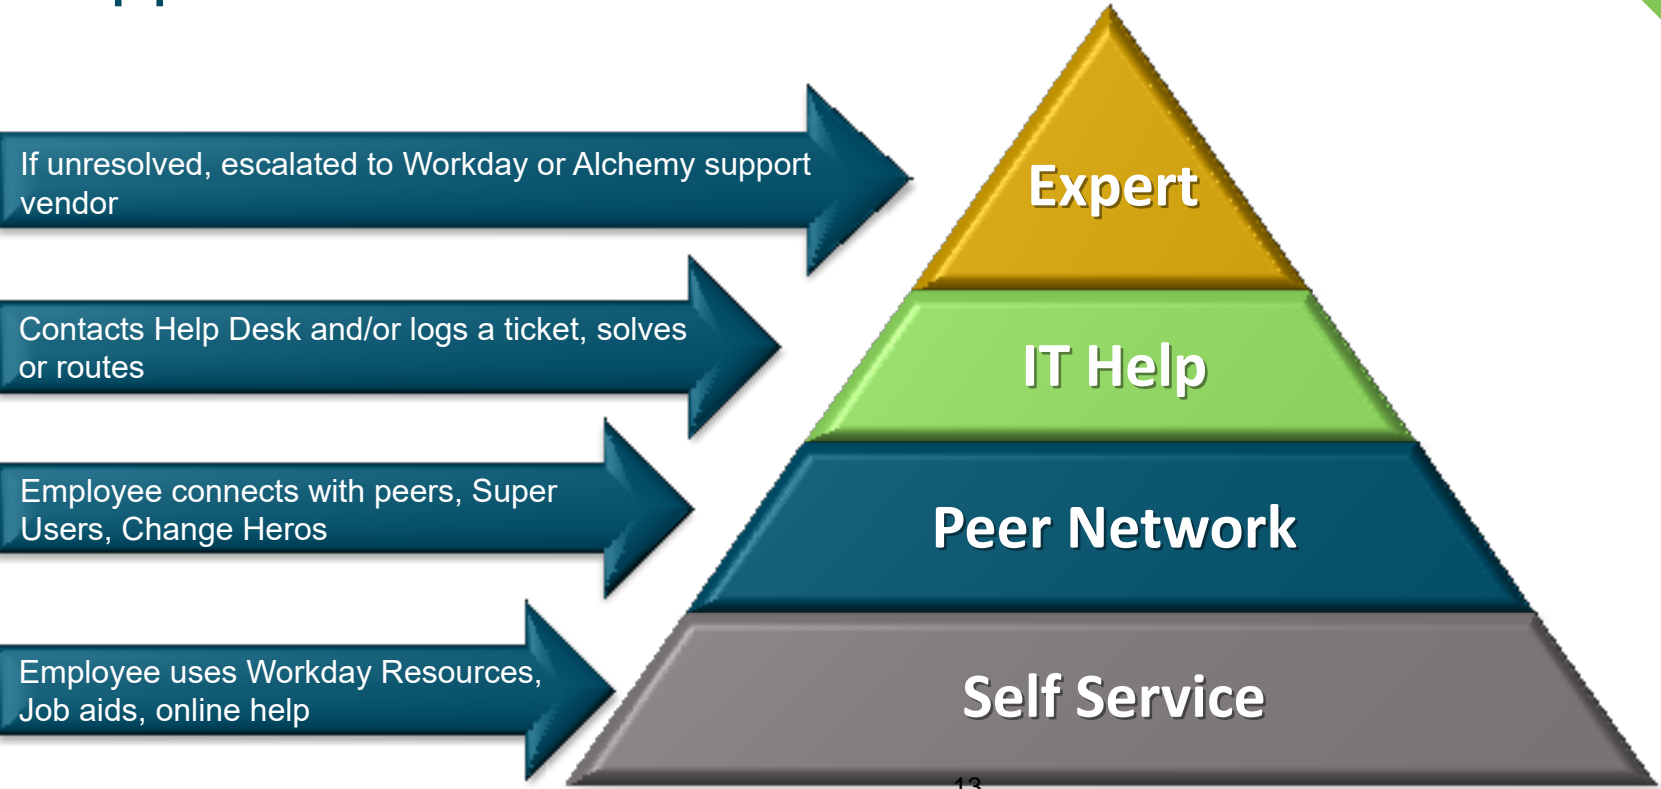 If unresolved, escalated to Workday or Alchemy support
vendor
Expert
Contacts Help Desk and/or logs a ticket, solves
or routes
IT Help
Employee connects with peers, Super
Users, Change Heros
Peer Network
Employee uses Workday Resources,
Job aids, online help
Self Service
13